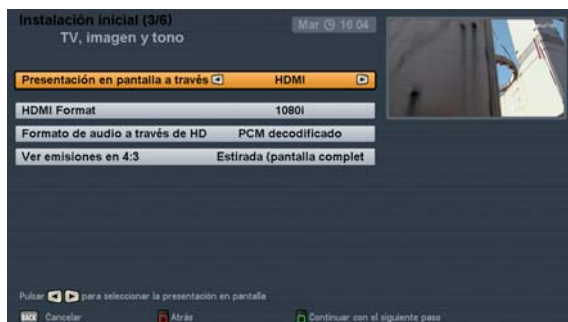 Instalación inicial (3/6)
Mar 16 04
TV, imagen y tono
Presentación en pantalla a través HDMI
HDMI Format 1080i
Formato de audio a través de HD PCM decodificado
Ver emisiones en 4:3 Estirada (pantalla complet
Pulsar para seleccionar la presentación en pantalla
BACK Cancelar Atrás Continuar con el siguiente paso